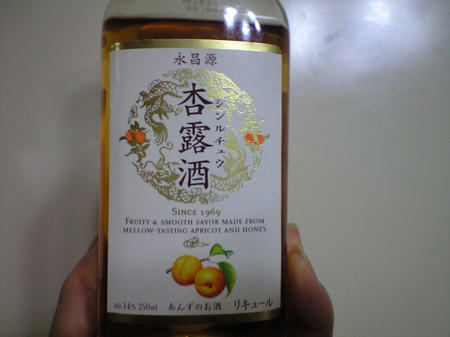 永昌源
杏露酒
シンルチュウ
SINCE 1969
FRUITY & SMOOTH SAVOR MADE FROM
MELLOW-TASTING APRICOT AND HONEY.
Alc.14% 250ml あんずのお酒 リキュール